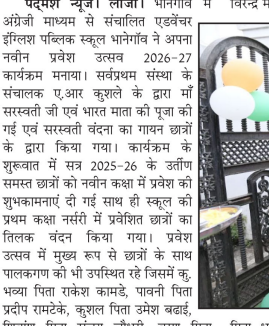 पद्मेश न्यूज। लांजी। भानेगांव में
अंग्रेजी माध्यम से संचालित एडवेंचर
इंग्लिश पब्लिक स्कूल भानेगॉव ने अपना
नवीन प्रवेश उत्सव 2026-27
कार्यक्रम मनाया। सर्वप्रथम संस्था के
संचालक ए.आर कुशले के द्वारा माँ
सरस्वती जी एवं भारत माता की पूजा की
गई एवं सरस्वती वंदना का गायन छात्रों
के द्वारा किया गया। कार्यक्रम के
शुरूवात में सत्र 2025-26 के उर्तीण
समस्त छात्रों को नवीन कक्षा में प्रवेश की
शुभकामनाएं दी गई साथ ही स्कूल की
प्रथम कक्षा नर्सरी में प्रवेशित छात्रों का
तिलक वंदन किया गया। प्रवेश
उत्सव में मुख्य रूप से छात्रों के साथ
पालकगण की भी उपस्थित रहे जिसमें कु.
भव्या पिता राकेश कामडे, पावनी पिता
प्रदीप रामटेके, कुशल पिता उमेश बढाई,
विरेन्द्र